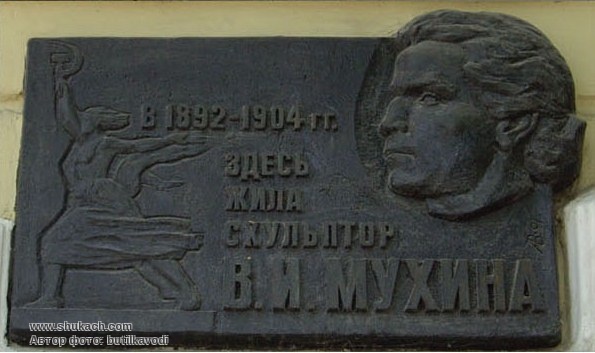 В 1892-1904 гг.
ЗДЕСЬ
ЖИЛА
СКУЛЬПТОР
В.И. МУХИНА
www.shukach.com
Автор фото: butilkavodi